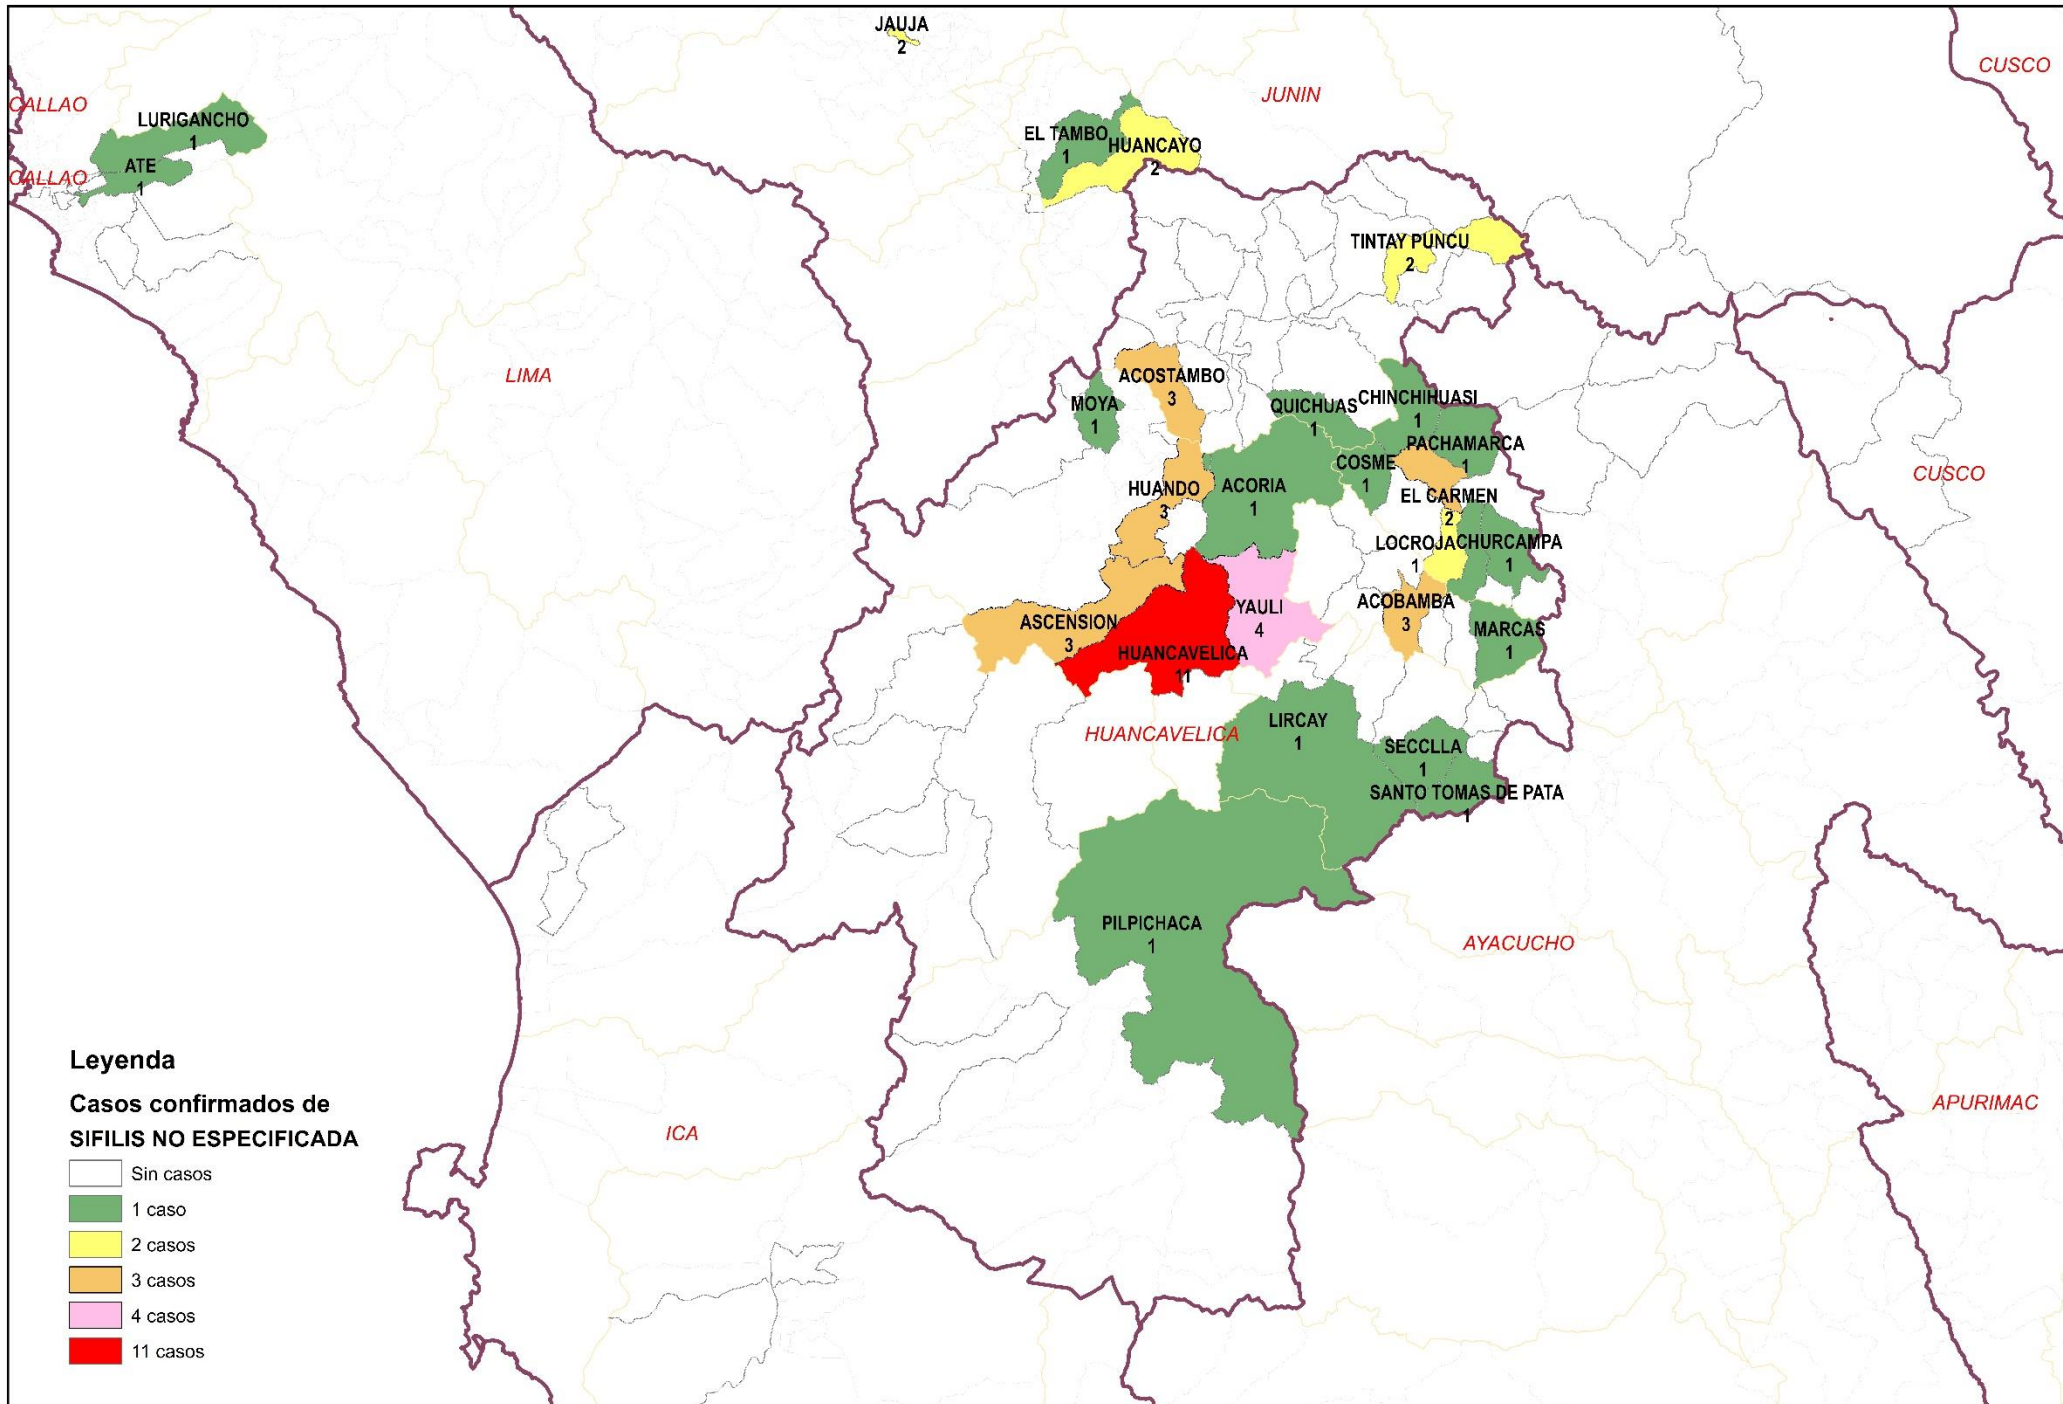 JAUJA
2
CUSCO
CALLAO
JUNIN
LURIGANCHO
1
EL TAMBO
1
HUANCAYO
2
ATE
1
CALLAO
TINTAY PUNCU
2
LIMA
ACOSTAMBO
3
MOYA
1
QUICHUAS
1
CHINCHIHUASI
1
PACHAMARCA
1
COSME
1
CUSCO
HUANDO
3
ACORIA
1
EL CARMEN
2
LOCROJA
1
CHURCAMPA
1
ACOBAMBA
3
YAULI
4
ASCENSION
3
MARCAS
1
HUANCAVELICA
11
LIRCAY
1
HUANCAVELICA
SECCLLA
1
SANTO TOMAS DE PATA
1
PILPICHACA
1
AYACUCHO
APURIMAC
ICA
Leyenda
Casos confirmados de
SIFILIS NO ESPECIFICADA
Sin casos
1 caso
2 casos
3 casos
4 casos
11 casos